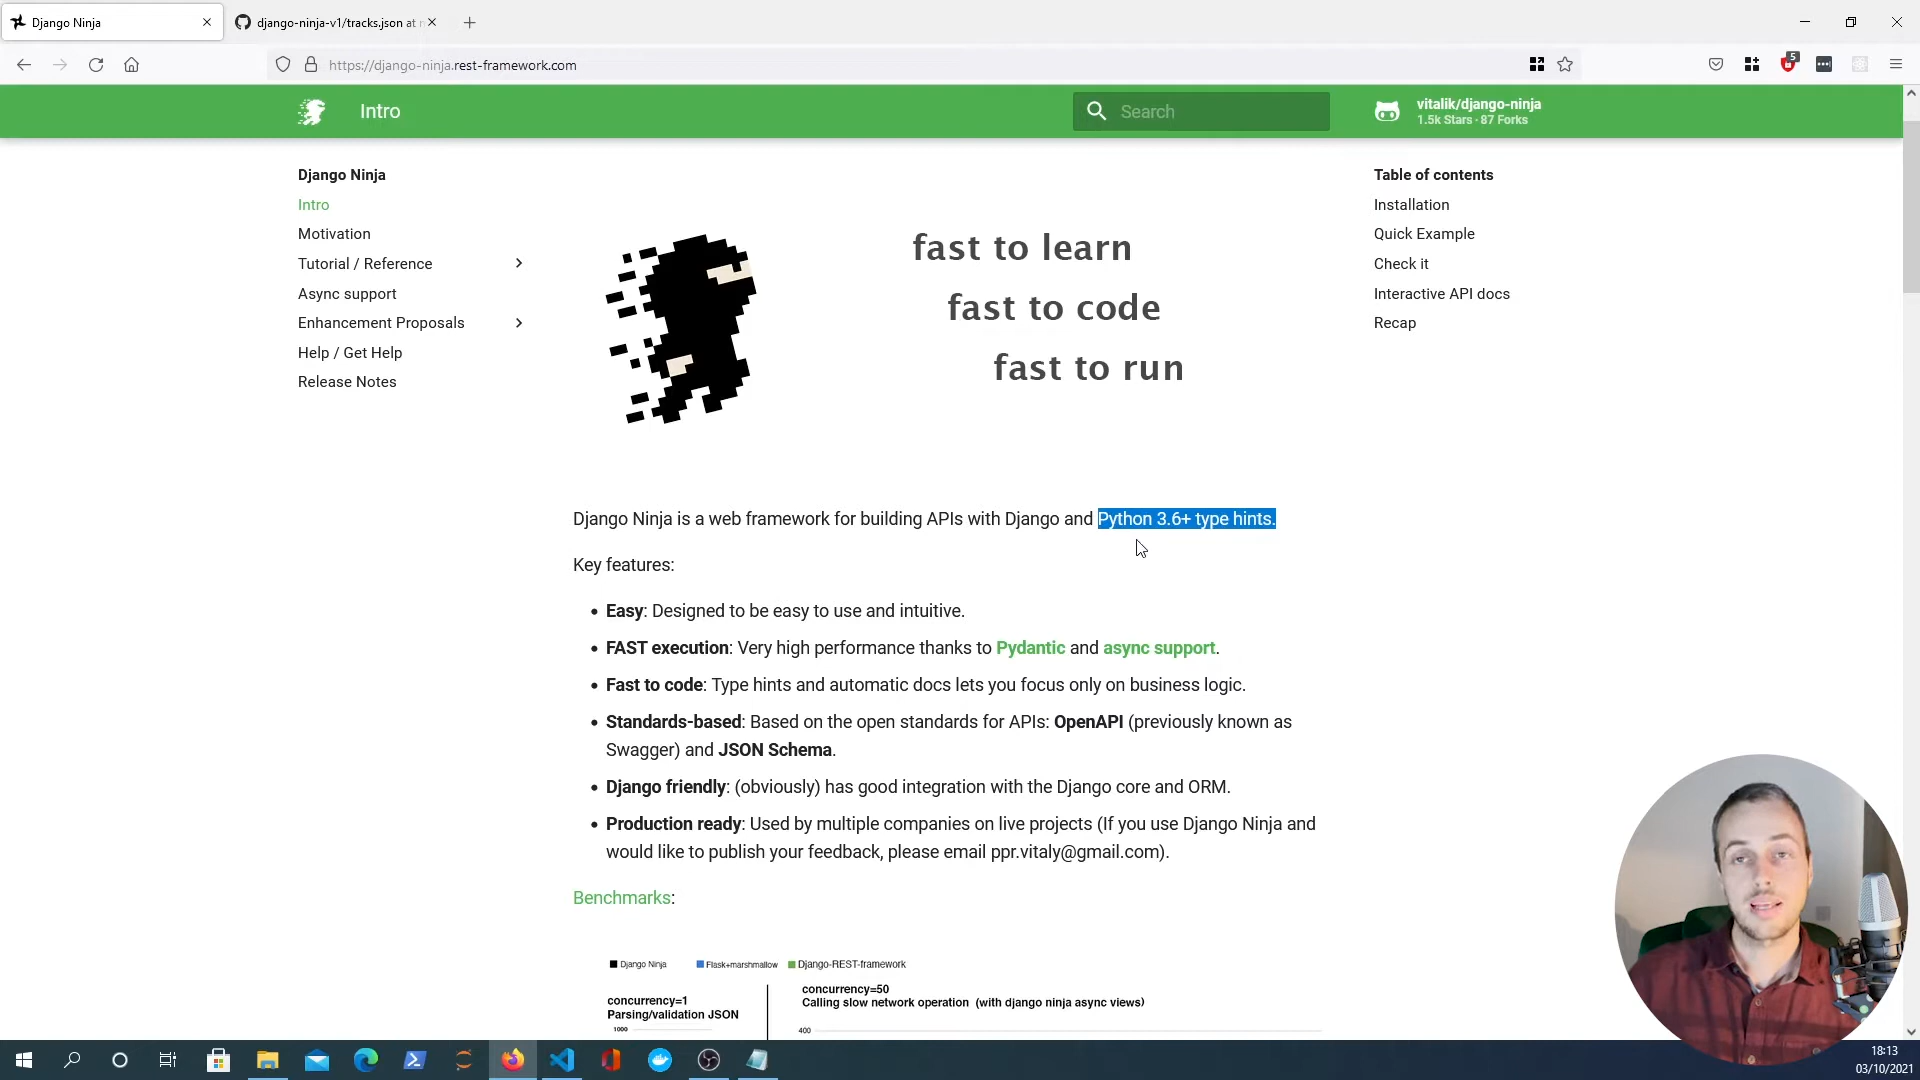 Django Ninja
django-ninja-v1/tracks.json at
https://django-ninja.rest-framework.com
5
Intro
Search
vitalik/django-ninja
1.5k Stars · 87 Forks
Django Ninja
Intro
Motivation
Tutorial / Reference
Async support
Enhancement Proposals
Help / Get Help
Release Notes
fast to learn
fast to code
fast to run
Table of contents
Installation
Quick Example
Check it
Interactive API docs
Recap
Django Ninja is a web framework for building APIs with Django and Python 3.6+ type hints.
Key features:
• Easy: Designed to be easy to use and intuitive.
• FAST execution: Very high performance thanks to Pydantic and async support.
• Fast to code: Type hints and automatic docs lets you focus only on business logic.
• Standards-based: Based on the open standards for APIs: OpenAPI (previously known as
Swagger) and JSON Schema.
• Django friendly: (obviously) has good integration with the Django core and ORM.
• Production ready: Used by multiple companies on live projects (If you use Django Ninja and
would like to publish your feedback, please email ppr.vitaly@gmail.com).
Benchmarks:
Django Ninja Flask+marshmallow Django-REST-framework
concurrency=1
Parsing/validation JSON
1000
concurrency=50
Calling slow network operation (with django ninja async views)
400
18:13
03/10/2021